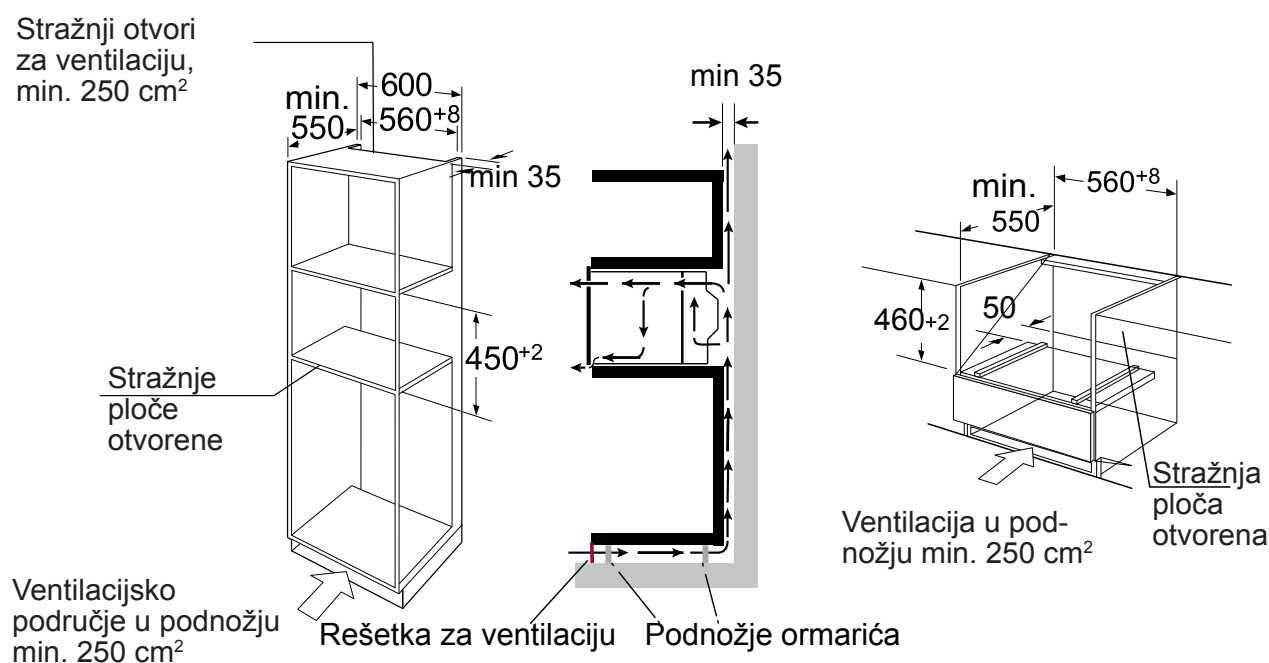 Stražnji otvori
za ventilaciju,
min. 250 cm²
600
min.
550
560+8
min 35
450+2
Stražnje
ploče
otvorene
Ventilacijsko
područje u podnožju
min. 250 cm²
min 35
Rešetka za ventilaciju
Podnožje ormarića
min.
550
560+8
460+2
50
Ventilacija u pod-
nožju min. 250 cm²
Stražnja
ploča
otvorena